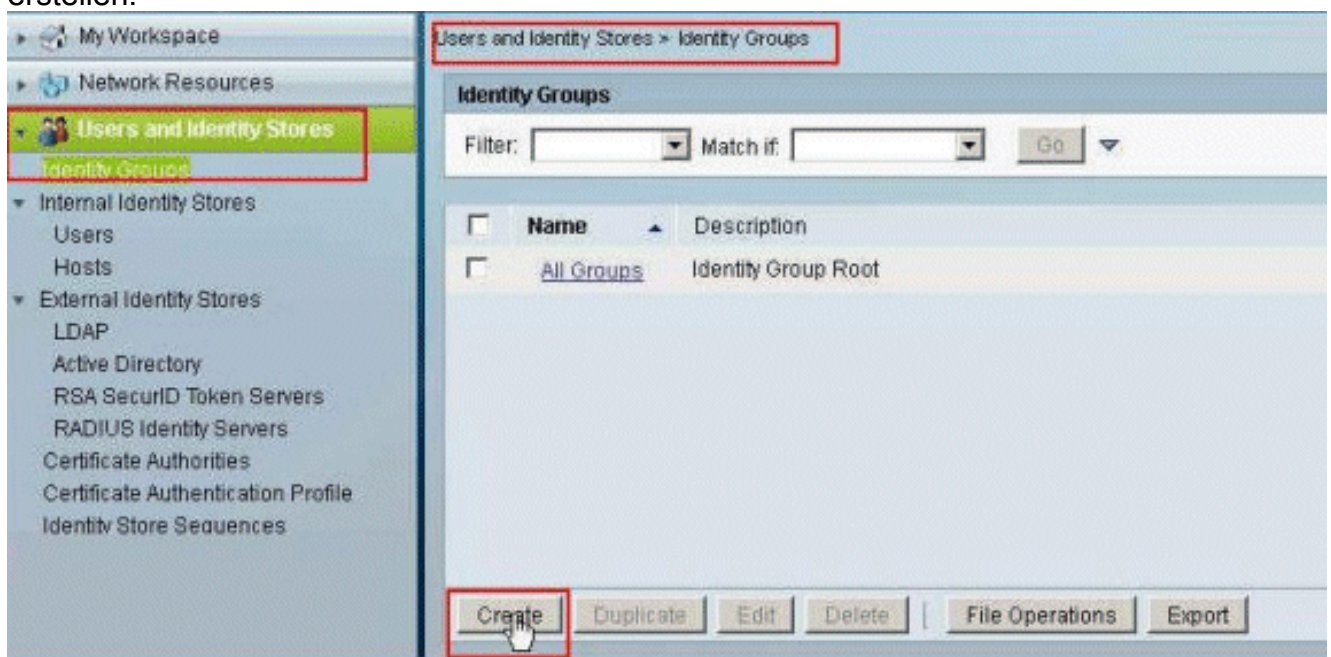 erstellen.
My Workspace
Network Resources
Users and Identity Stores
Identity Groups
Internal Identity Stores
Users
Hosts
External Identity Stores
LDAP
Active Directory
RSA SecurID Token Servers
RADIUS Identity Servers
Certificate Authorities
Certificate Authentication Profile
Identity Store Sequences
Users and Identity Stores > Identity Groups
Identity Groups
Filter: Match if: Go
Name Description
All Groups Identity Group Root
Create Duplicate Edit Delete | File Operations Export